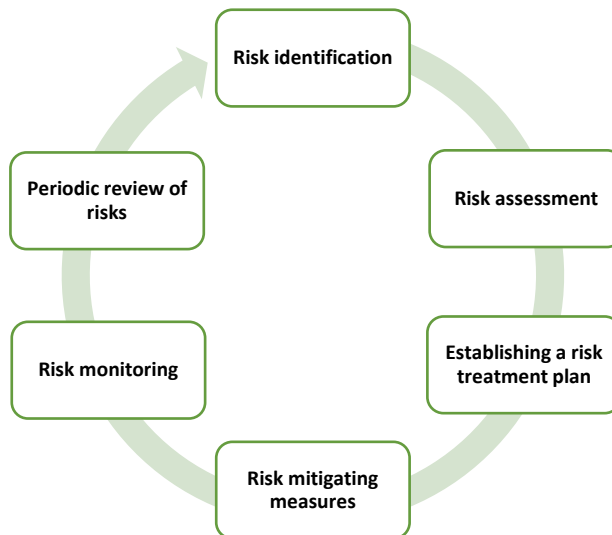 Risk identification
Risk assessment
Establishing a risk
treatment plan
Risk mitigating
measures
Risk monitoring
Periodic review of
risks